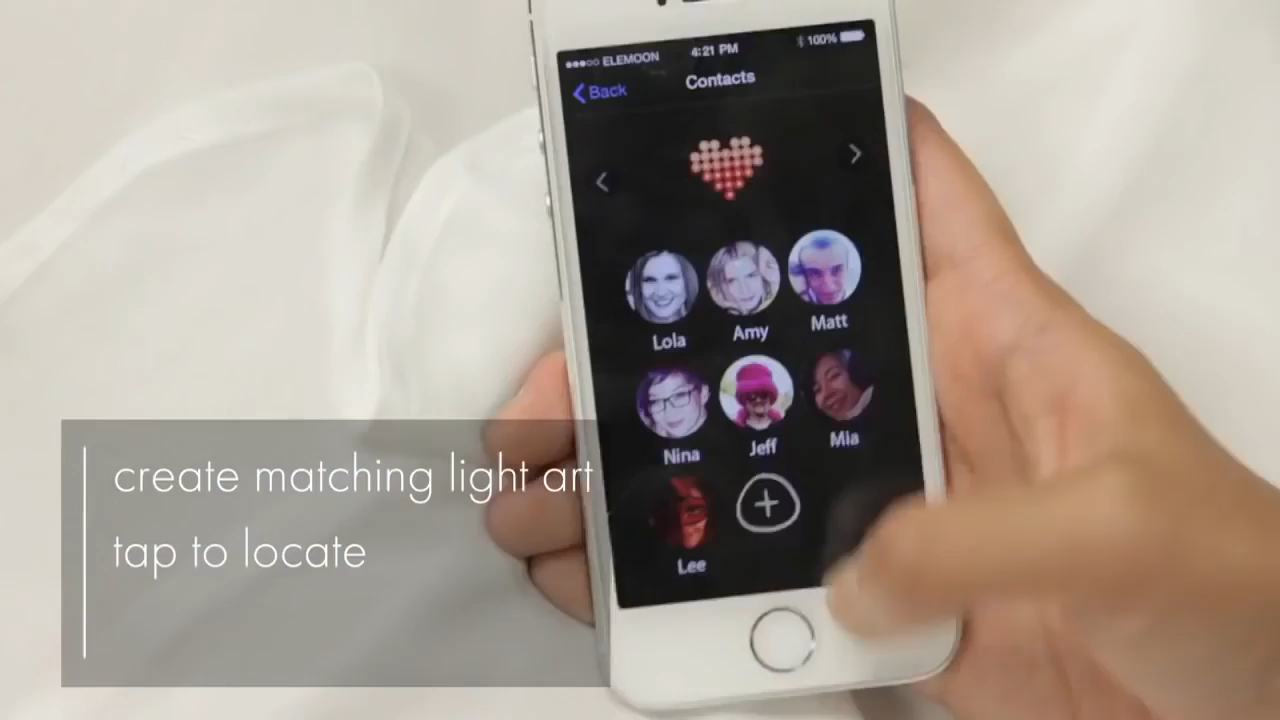 ELEMOON 4:21 PM 100%
Back Contacts
Lola Amy Matt
Nina Jeff Mia
Lee
create matching light art
tap to locate